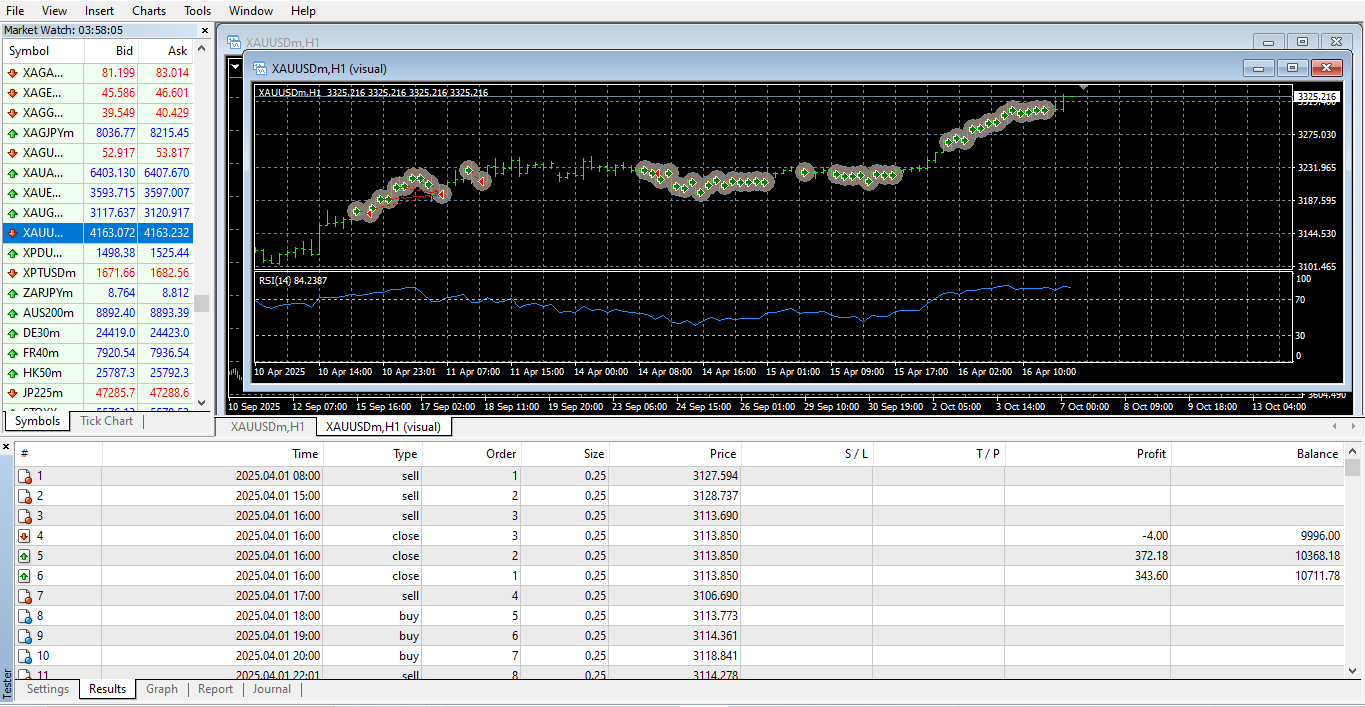 File View Insert Charts Tools Window Help
Market Watch: 03:58:05
Symbol Bid Ask
XAGA... 81.199 83.014
XAGE... 45.586 46.601
XAGG... 39.549 40.429
XAGJPYm 8036.77 8215.45
XAGU... 52.917 53.817
XAUA... 6403.130 6407.670
XAUE... 3593.715 3597.007
XAUG... 3117.637 3120.917
XAUU... 4163.072 4163.232
XPDU... 1498.38 1525.44
XPTUSDm 1671.66 1682.56
ZARJPYm 8.764 8.812
AUS200m 8892.40 8893.39
DE30m 24419.0 24423.0
FR40m 7920.54 7936.54
HK50m 25787.3 25792.3
JP225m 47285.7 47288.6
Symbols Tick Chart
XAUUSDm,H1
XAUUSDm,H1 (visual)
XAUUSDm,H1 3325.216 3325.216 3325.216 3325.216
3325.216
3275.030
3231.965
3187.595
3144.530
3101.465
RSI(14) 84.2387
100
70
30
0
10 Apr 2025 10 Apr 14:00 10 Apr 23:01 11 Apr 07:00 11 Apr 15:00 14 Apr 00:00 14 Apr 08:00 14 Apr 16:00 15 Apr 01:00 15 Apr 09:00 15 Apr 17:00 16 Apr 02:00 16 Apr 10:00
3604.490
10 Sep 2025 12 Sep 07:00 15 Sep 16:00 17 Sep 02:00 18 Sep 11:00 19 Sep 20:00 23 Sep 06:00 24 Sep 15:00 26 Sep 01:00 29 Sep 10:00 30 Sep 19:00 2 Oct 05:00 3 Oct 14:00 7 Oct 00:00 8 Oct 09:00 9 Oct 18:00 13 Oct 04:00
XAUUSDm,H1 XAUUSDm,H1 (visual)
# Time Type Order Size Price S / L T / P Profit Balance
1 2025.04.01 08:00 sell 1 0.25 3127.594
2 2025.04.01 15:00 sell 2 0.25 3128.737
3 2025.04.01 16:00 sell 3 0.25 3113.690
4 2025.04.01 16:00 close 3 0.25 3113.850 -4.00 9996.00
5 2025.04.01 16:00 close 2 0.25 3113.850 372.18 10368.18
6 2025.04.01 16:00 close 1 0.25 3113.850 343.60 10711.78
7 2025.04.01 17:00 sell 4 0.25 3106.690
8 2025.04.01 18:00 buy 5 0.25 3113.773
9 2025.04.01 19:00 buy 6 0.25 3114.361
10 2025.04.01 20:00 buy 7 0.25 3118.841
11 2025.04.01 22:01 sell 8 0.25 3114.278
Tester
Settings Results Graph Report Journal